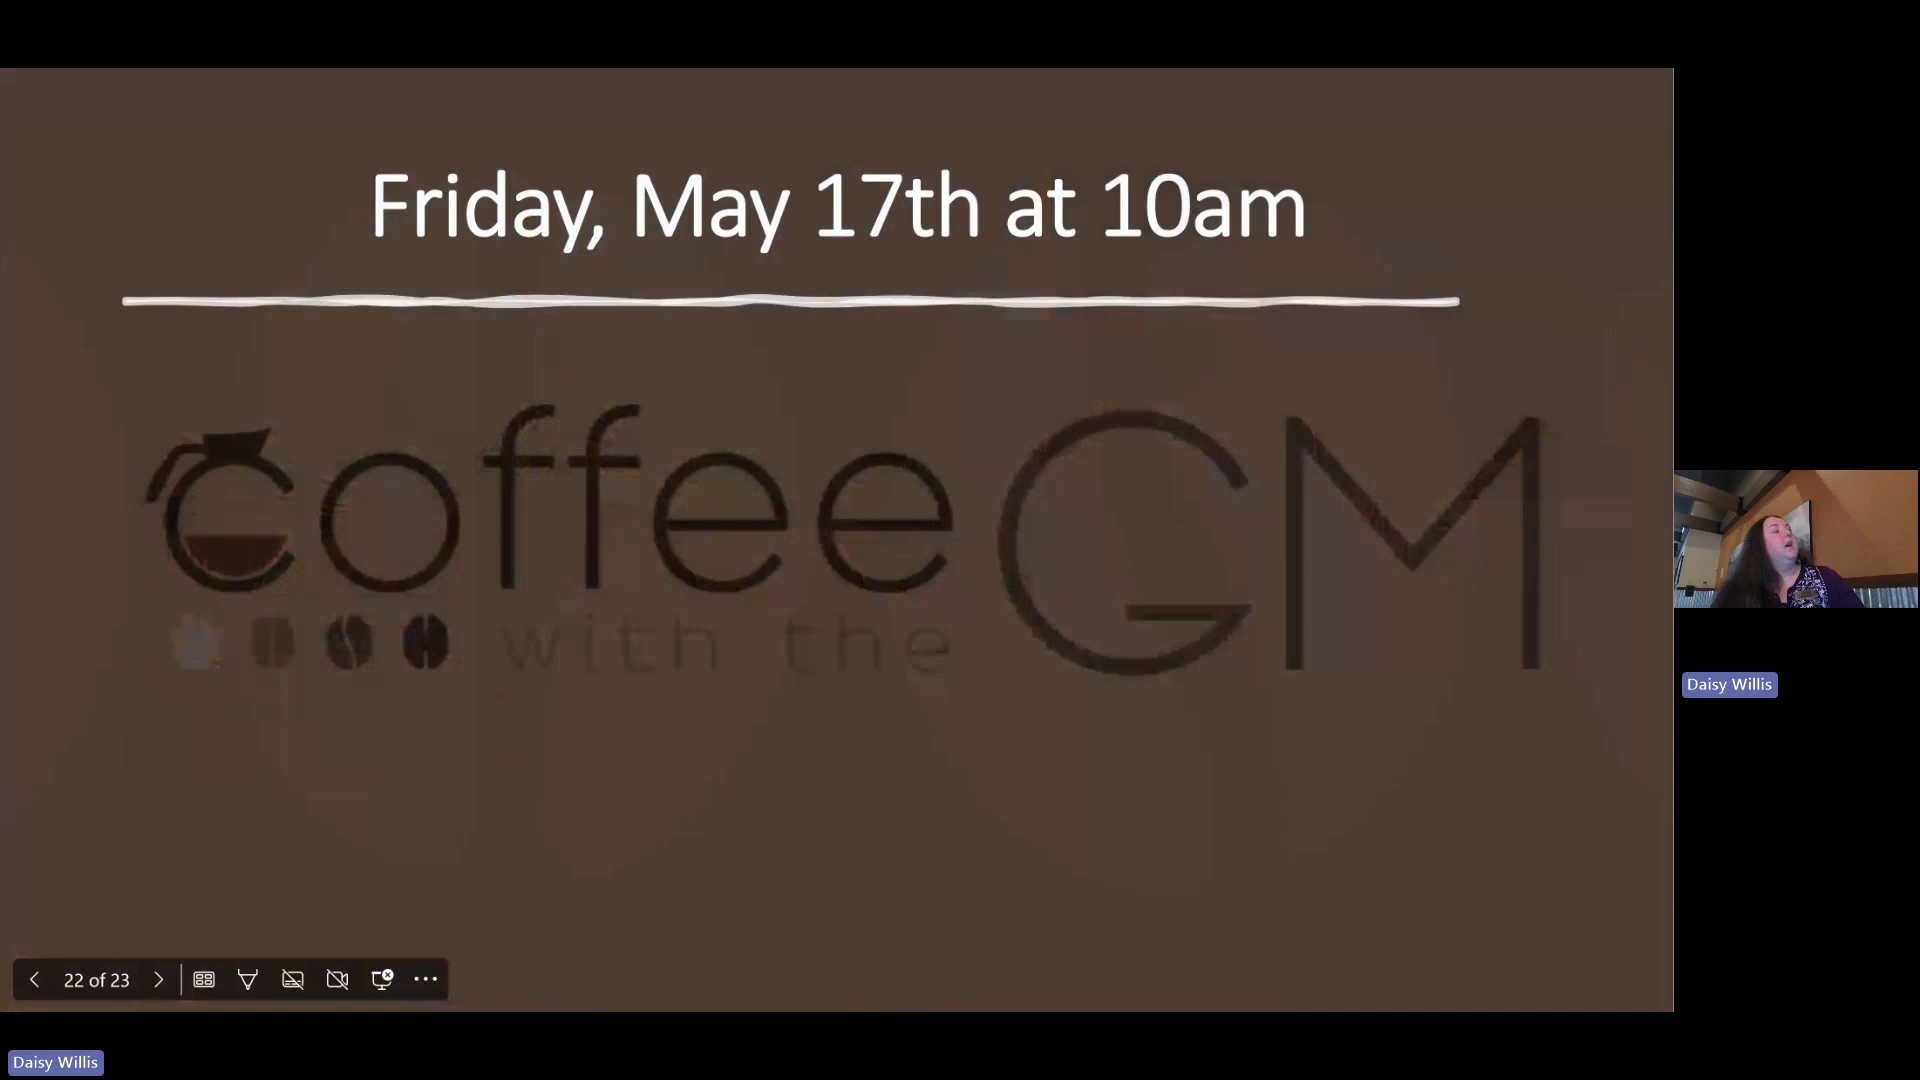 Friday, May 17th at 10am
coffee GM
with the
Daisy Willis
22 of 23
Daisy Willis